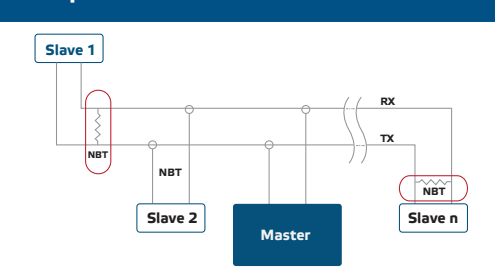 Slave 1
RX
TX
NBT
NBT
NBT
Slave 2
Slave n
Master